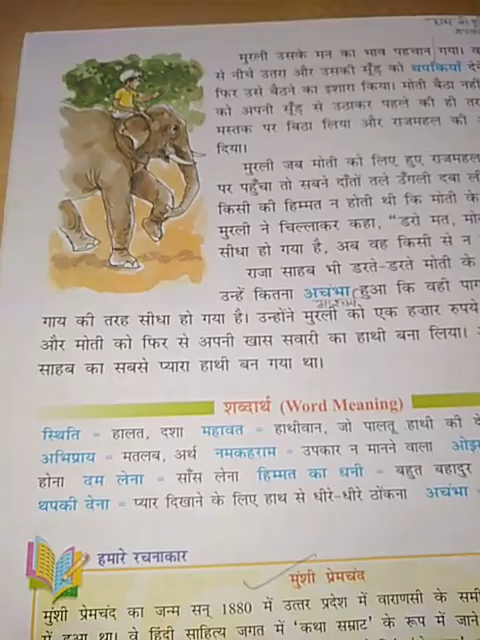 मुरली उसके मन का भाव पहचान गया।
से नीचे उतरा और उसकी सूँड़ को थपकियाँ
फिर उसे बैठने का इशारा किया। मोती बैठा नहीं
को अपनी सूँड़ से उठाकर पहले की ही
मस्तक पर बिठा लिया और राजमहल की
दिया।
मुरली जब मोती को लिए हुए राजमहल
पर पहुँचा तो सबने दाँतों तले उँगली दबा
किसी की हिम्मत न होती थी कि मोती के
मुरली ने चिल्लाकर कहा, “डरो मत,
सीधा हो गया है, अब वह किसी से न
राजा साहब भी डरते-डरते मोती के
उन्हें कितना अचंभा हुआ कि वही
गाय की तरह सीधा हो गया है। उन्होंने मुरली को एक हज़ार रुपये
और मोती को फिर से अपनी खास सवारी का हाथी बना लिया।
साहब का सबसे प्यारा हाथी बन गया था।
शब्दार्थ (Word Meaning)
स्थिति = हालत, दशा महावत = हाथीवान, जो पालतू हाथी की
अभिप्राय = मतलब, अर्थ नमकहराम = उपकार न मानने वाला
होना दम लेना = साँस लेना हिम्मत का धनी = बहुत बहादुर
थपकी देना = प्यार दिखाने के लिए हाथ से धीरे-धीरे ठोंकना अचंभा
हमारे रचनाकार
मुंशी प्रेमचंद
मुंशी प्रेमचंद का जन्म सन् 1880 में उत्तर प्रदेश में वाराणसी के
में हुआ था। वे हिंदी साहित्य जगत में ‘कथा सम्राट’ के रूप में